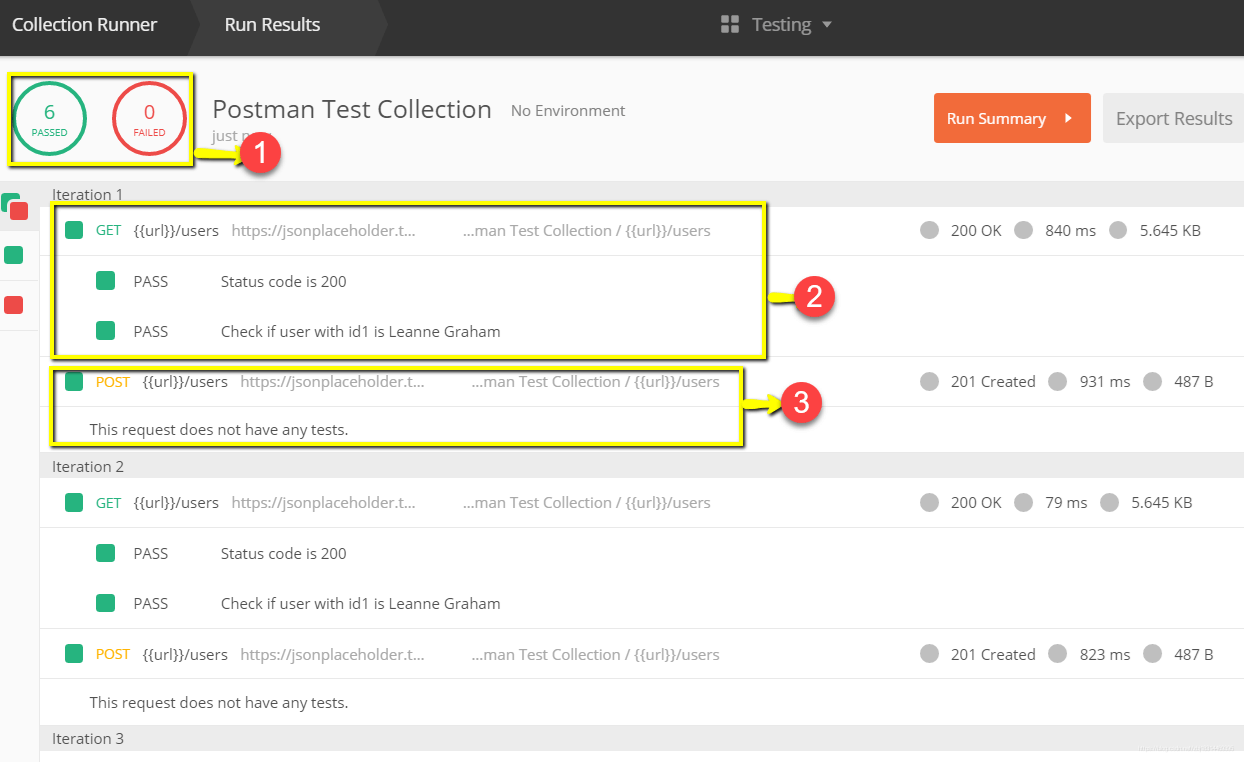 Collection Runner Run Results Testing
6 PASSED 0 FAILED Postman Test Collection No Environment
just
1
Run Summary Export Results
Iteration 1
GET {{url}}/users https://jsonplaceholder.t... ...man Test Collection / {{url}}/users 200 OK 840 ms 5.645 KB
PASS Status code is 200
2
PASS Check if user with id1 is Leanne Graham
POST {{url}}/users https://jsonplaceholder.t... ...man Test Collection / {{url}}/users 201 Created 931 ms 487 B
3
This request does not have any tests.
Iteration 2
GET {{url}}/users https://jsonplaceholder.t... ...man Test Collection / {{url}}/users 200 OK 79 ms 5.645 KB
PASS Status code is 200
PASS Check if user with id1 is Leanne Graham
POST {{url}}/users https://jsonplaceholder.t... ...man Test Collection / {{url}}/users 201 Created 823 ms 487 B
This request does not have any tests.
Iteration 3